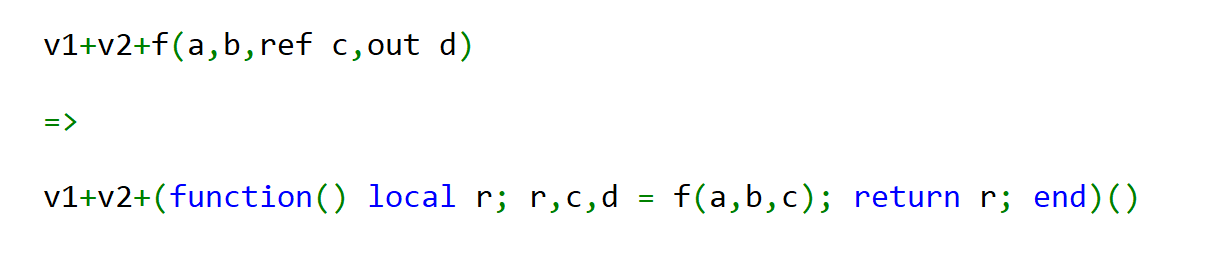 v1+v2+f(a,b,ref c,out d)
=>
v1+v2+(function() local r; r,c,d = f(a,b,c); return r; end)()